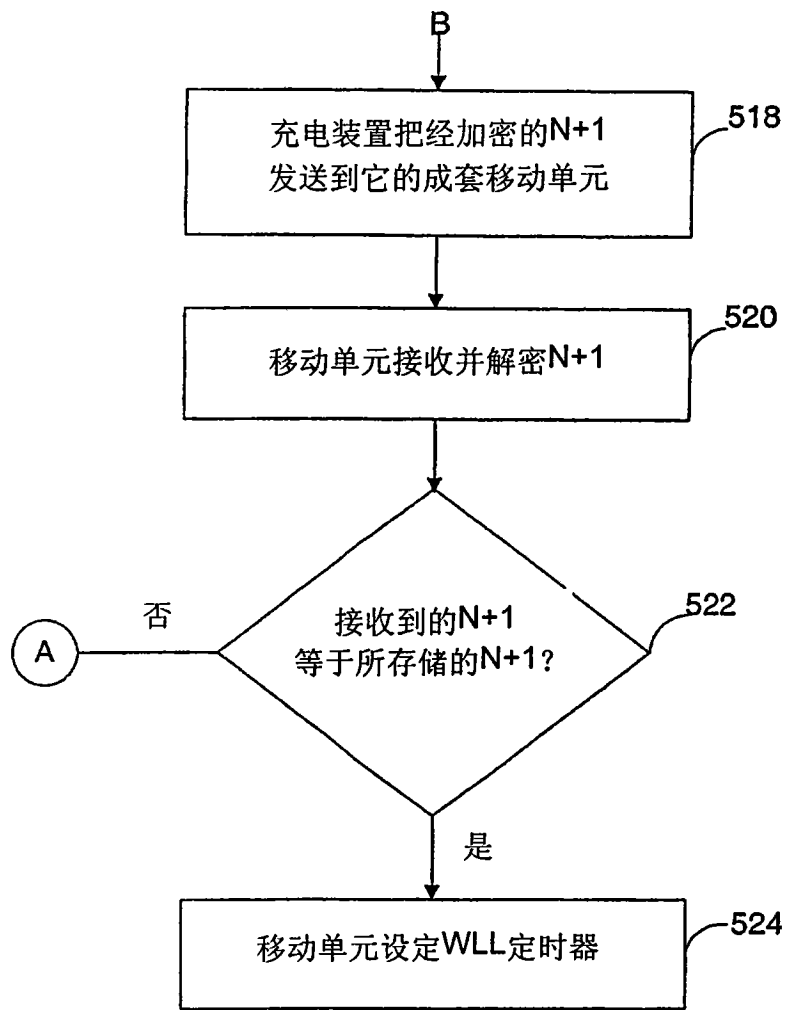 B
充电装置把经加密的N+1
发送到它的成套移动单元
518
移动单元接收并解密N+1
520
接收到的N+1
等于所存储的N+1?
522
否
A
是
移动单元设定WLL定时器
524